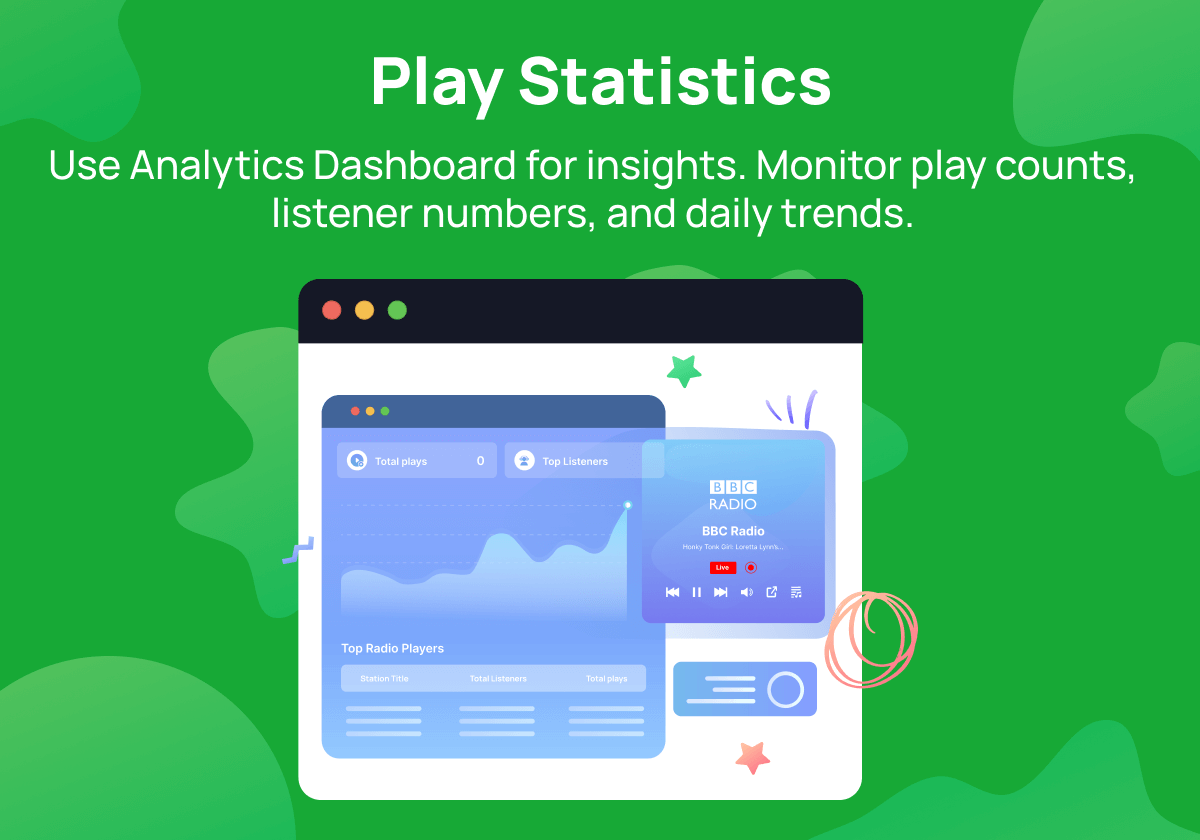 Play Statistics
Use Analytics Dashboard for insights. Monitor play counts,
listener numbers, and daily trends.
Total plays 0
Top Listeners
BBC
RADIO
BBC Radio
Honky Tonk Girl: Loretta Lynn's...
Live
Top Radio Players
Station Title Total Listeners Total plays